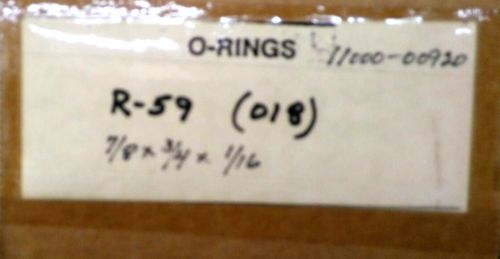 O-RINGS 11000-00920
R-59 (018)
7/8 x 3/4 x 1/16